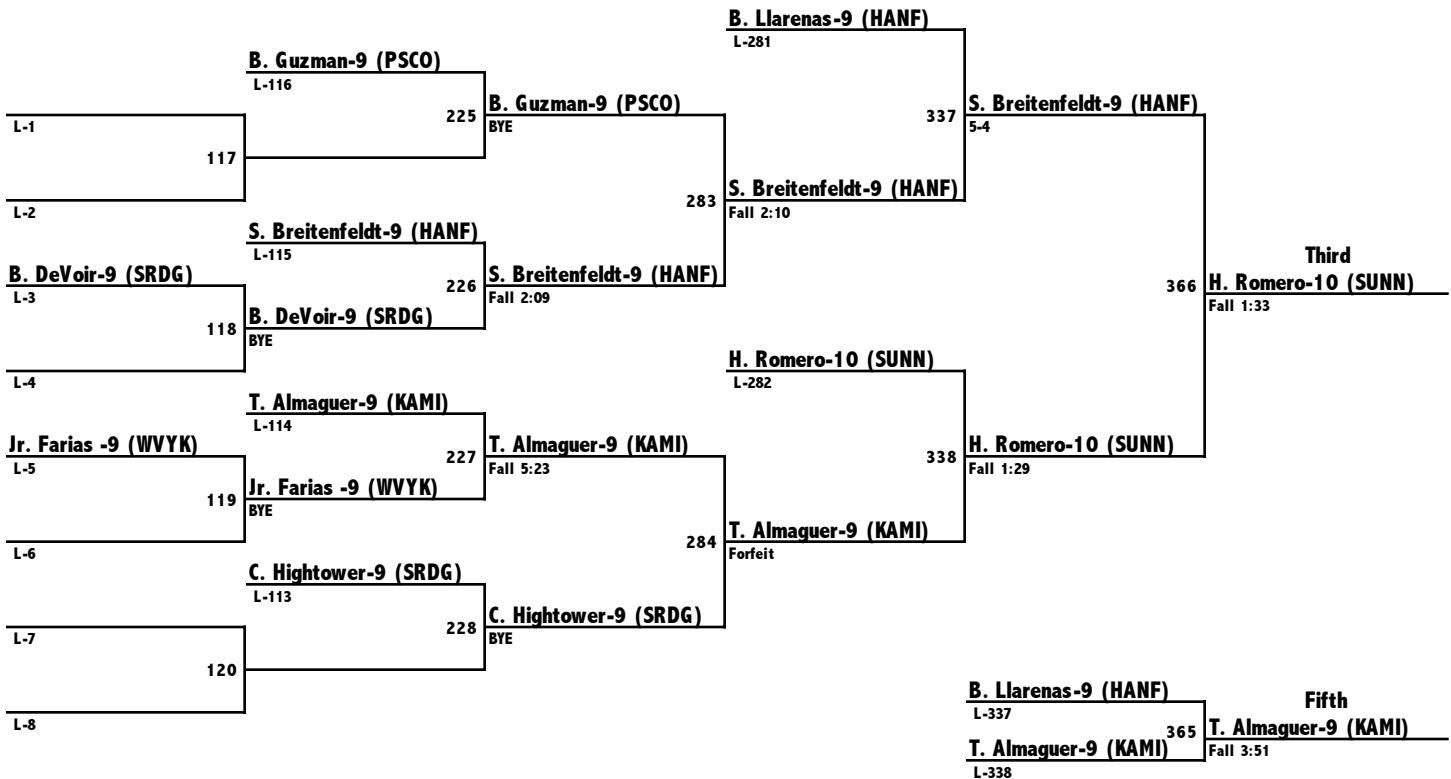 B. Llarenas-9 (HANF)
L-281
B. Guzman-9 (PSCO)
L-116
225
B. Guzman-9 (PSCO)
BYE
337
S. Breitenfeldt-9 (HANF)
5-4
L-1
117
L-2
283
S. Breitenfeldt-9 (HANF)
Fall 2:10
S. Breitenfeldt-9 (HANF)
L-115
B. DeVoir-9 (SRDG)
L-3
226
S. Breitenfeldt-9 (HANF)
Fall 2:09
118
B. DeVoir-9 (SRDG)
BYE
L-4
366
Third
H. Romero-10 (SUNN)
Fall 1:33
H. Romero-10 (SUNN)
L-282
T. Almaguer-9 (KAMI)
L-114
Jr. Farias -9 (WVYK)
L-5
227
T. Almaguer-9 (KAMI)
Fall 5:23
338
H. Romero-10 (SUNN)
Fall 1:29
119
Jr. Farias -9 (WVYK)
BYE
L-6
284
T. Almaguer-9 (KAMI)
Forfeit
C. Hightower-9 (SRDG)
L-113
L-7
228
C. Hightower-9 (SRDG)
BYE
120
L-8
B. Llarenas-9 (HANF)
L-337
365
Fifth
T. Almaguer-9 (KAMI)
Fall 3:51
T. Almaguer-9 (KAMI)
L-338